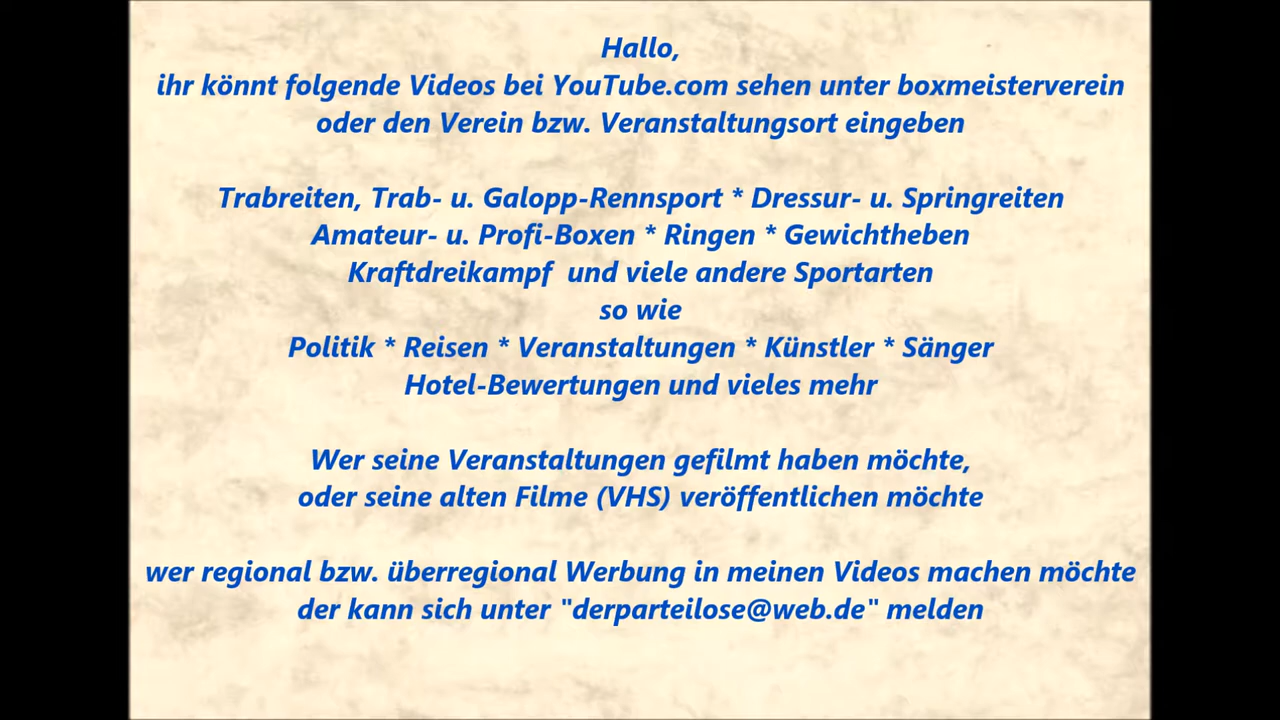 Hallo,
ihr könnt folgende Videos bei YouTube.com sehen unter boxmeisterverein
oder den Verein bzw. Veranstaltungsort eingeben
Trabreiten, Trab- u. Galopp-Rennsport * Dressur- u. Springreiten
Amateur- u. Profi-Boxen * Ringen * Gewichtheben
Kraftdreikampf  und viele andere Sportarten
so wie
Politik * Reisen * Veranstaltungen * Künstler * Sänger
Hotel-Bewertungen und vieles mehr
Wer seine Veranstaltungen gefilmt haben möchte,
oder seine alten Filme (VHS) veröffentlichen möchte
wer regional bzw. überregional Werbung in meinen Videos machen möchte
der kann sich unter "derparteilose@web.de" melden